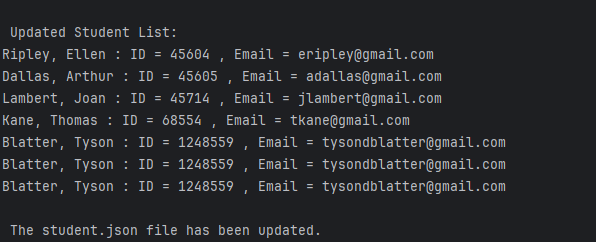 Updated Student List:
Ripley, Ellen : ID = 45604 , Email = eripley@gmail.com
Dallas, Arthur : ID = 45605 , Email = adallas@gmail.com
Lambert, Joan : ID = 45714 , Email = jlambert@gmail.com
Kane, Thomas : ID = 68554 , Email = tkane@gmail.com
Blatter, Tyson : ID = 1248559 , Email = tysondblatter@gmail.com
Blatter, Tyson : ID = 1248559 , Email = tysondblatter@gmail.com
Blatter, Tyson : ID = 1248559 , Email = tysondblatter@gmail.com
The student.json file has been updated.